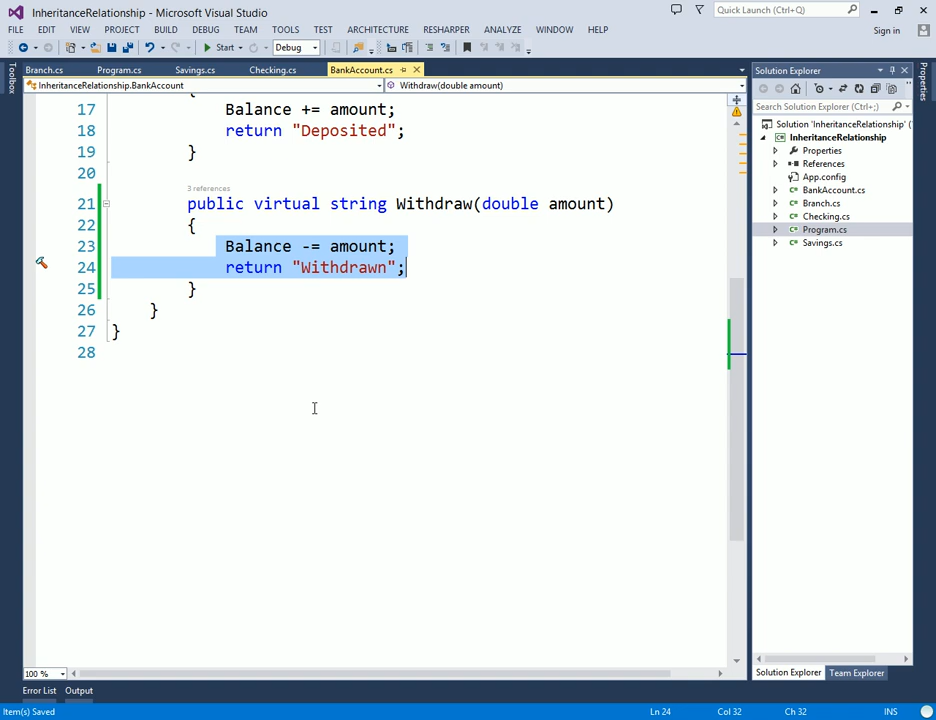 InheritanceRelationship - Microsoft Visual Studio
Quick Launch (Ctrl+Q)
FILE EDIT VIEW PROJECT BUILD DEBUG TEAM TOOLS TEST ARCHITECTURE RESHARPER ANALYZE WINDOW HELP
Sign in
Start Debug
Toolbox
Branch.cs Program.cs Savings.cs Checking.cs BankAccount.cs
InheritanceRelationship.BankAccount Withdraw(double amount)
17 Balance += amount;
18 return "Deposited";
19 }
20
3 references
21 public virtual string Withdraw(double amount)
22 {
23 Balance -= amount;
24 return "Withdrawn";
25 }
26 }
27 }
28
100 %
Solution Explorer
Search Solution Explorer (Ctrl+;)
Solution 'InheritanceRelationship' (
InheritanceRelationship
Properties
References
App.config
BankAccount.cs
Branch.cs
Checking.cs
Program.cs
Savings.cs
Solution Explorer Team Explorer
Properties
Error List Output
Item(s) Saved Ln 24 Col 32 Ch 32 INS